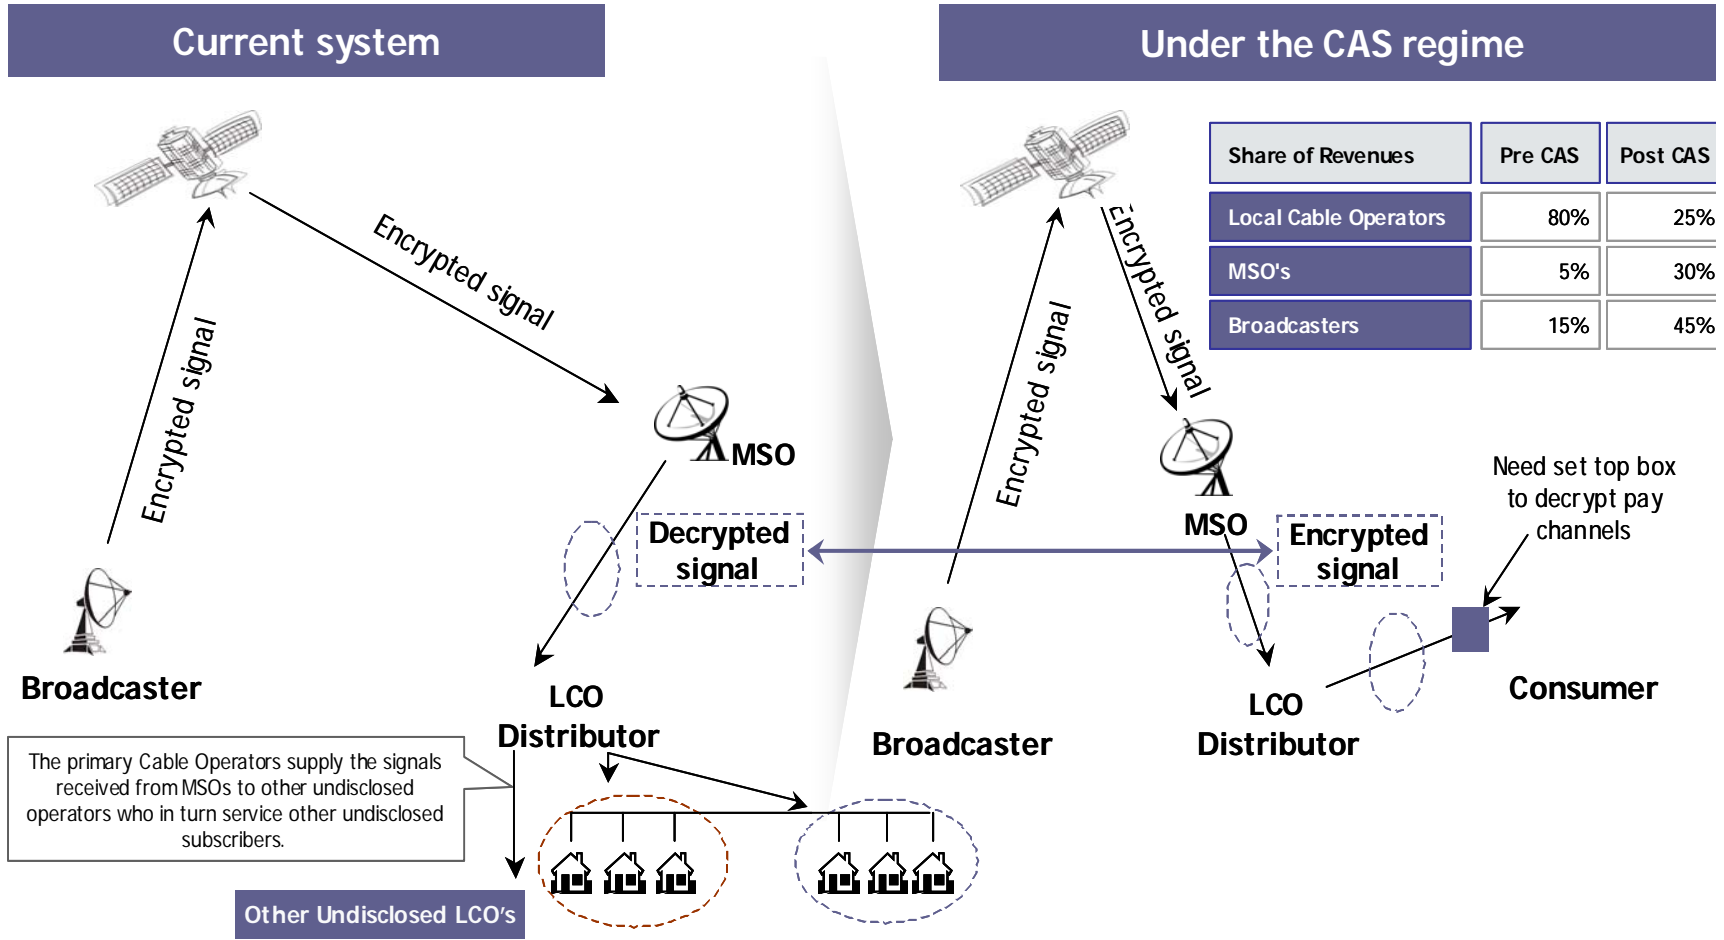 Current system
Encrypted signal
Encrypted signal
MSO
Decrypted
signal
Broadcaster
LCO
Distributor
The primary Cable Operators supply the signals
received from MSOs to other undisclosed
operators who in turn service other undisclosed
subscribers.
Other Undisclosed LCO's
Under the CAS regime
Share of Revenues Pre CAS Post CAS
Local Cable Operators 80% 25%
MSO's 5% 30%
Broadcasters 15% 45%
Encrypted signal
Encrypted signal
MSO
Encrypted
signal
Need set top box
to decrypt pay
channels
Broadcaster
LCO
Distributor
Consumer